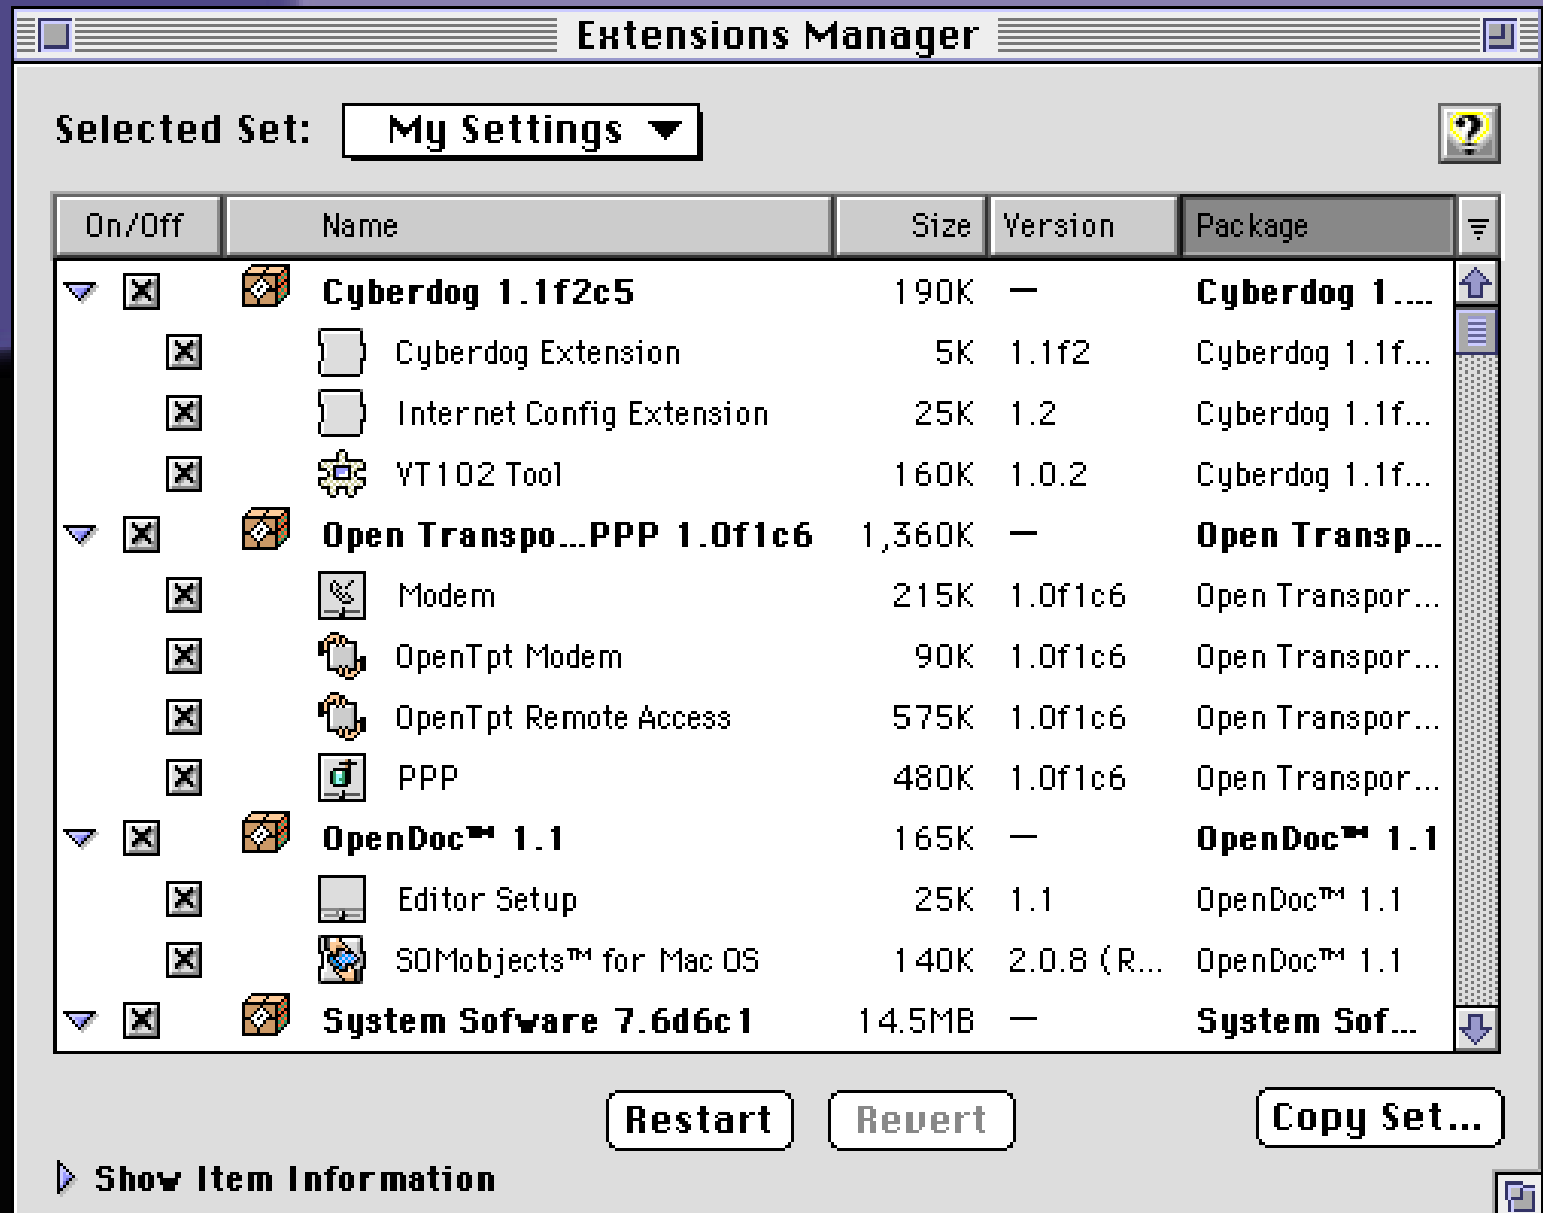 Extensions Manager
Selected Set: My Settings
On/Off Name Size Version Package
Cyberdog 1.1f2c5 190K — Cyberdog 1....
Cyberdog Extension 5K 1.1f2 Cyberdog 1.1f...
Internet Config Extension 25K 1.2 Cyberdog 1.1f...
VT102 Tool 160K 1.0.2 Cyberdog 1.1f...
Open Transpo...PPP 1.0f1c6 1,360K — Open Transp...
Modem 215K 1.0f1c6 Open Transpor...
OpenTpt Modem 90K 1.0f1c6 Open Transpor...
OpenTpt Remote Access 575K 1.0f1c6 Open Transpor...
PPP 480K 1.0f1c6 Open Transpor...
OpenDoc™ 1.1 165K — OpenDoc™ 1.1
Editor Setup 25K 1.1 OpenDoc™ 1.1
SOMobjects™ for Mac OS 140K 2.0.8 (R... OpenDoc™ 1.1
System Sofware 7.6d6c1 14.5MB — System Sof...
Restart Revert Copy Set...
Show Item Information